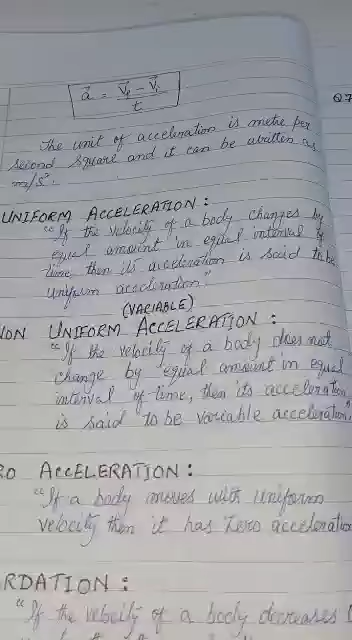 a⃗ = v⃗f - v⃗i / t
Q7
The unit of acceleration is metre per
second square and it can be written as
m/s².
UNIFORM ACCELERATION :
"If the velocity of a body changes by
equal amount in equal interval of
time, then its acceleration is said to be
uniform acceleration"
(VARIABLE)
NON UNIFORM ACCELERATION :
"If the velocity of a body does not
change by equal amount in equal
interval of time, then its acceleration
is said to be variable acceleration"
RO ACCELERATION :
"If a body moves with uniform
velocity then it has zero acceleration
RDATION :
"If the velocity of a body decreases